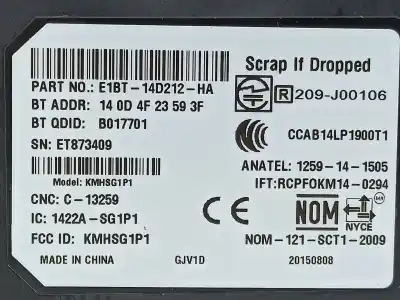 Scrap If Dropped
PART NO.: E1BT-14D212-HA
BT ADDR: 14 0D 4F 23 59 3F
R 209-J00106
BT QDID: B017701
CCAB14LP1900T1
SN: ET873409
ANATEL: 1259-14-1505
Model: KMHSG1P1
IFT:RCPFOKM14-0294
CNC: C-13259
IC: 1422A-SG1P1
CE
NOM
NYCE
FCC ID: KMHSG1P1
NOM-121-SCT1-2009
MADE IN CHINA
GJV1D
20150808